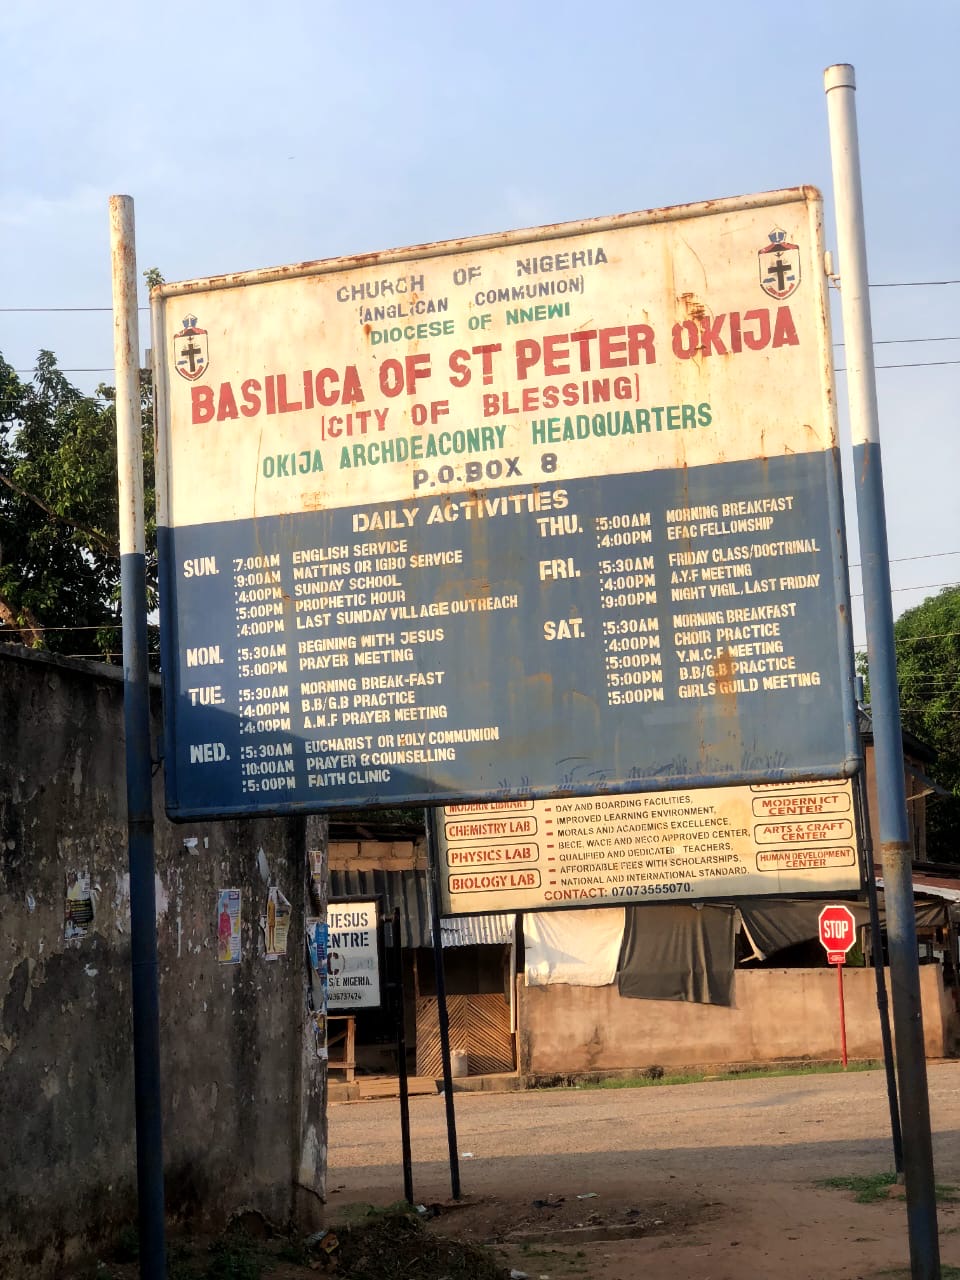 CHURCH OF NIGERIA
(ANGLICAN COMMUNION)
DIOCESE OF NNEWI
BASILICA OF ST PETER OKIJA
(CITY OF BLESSING)
OKIJA ARCHDEACONRY HEADQUARTERS
P.O.BOX 8
DAILY ACTIVITIES
SUN. :7:00AM ENGLISH SERVICE
:9:00AM MATTINS OR IGBO SERVICE
:4:00PM SUNDAY SCHOOL
:5:00PM PROPHETIC HOUR
:4:00PM LAST SUNDAY VILLAGE OUTREACH
MON. :5:30AM BEGINING WITH JESUS
:5:00PM PRAYER MEETING
TUE. :5:30AM MORNING BREAK-FAST
:4:00PM B.B/G.B PRACTICE
:4:00PM A.M.F PRAYER MEETING
WED. :5:30AM EUCHARIST OR HOLY COMMUNION
:10:00AM PRAYER & COUNSELLING
:5:00PM FAITH CLINIC
THU. :5:00AM MORNING BREAKFAST
:4:00PM EFAC FELLOWSHIP
FRI. :5:30AM FRIDAY CLASS/DOCTRINAL
:4:00PM A.Y.F MEETING
:9:00PM NIGHT VIGIL, LAST FRIDAY
SAT. :5:30AM MORNING BREAKFAST
:4:00PM CHOIR PRACTICE
:5:00PM Y.M.C.F MEETING
:5:00PM B.B/G.B PRACTICE
:5:00PM GIRLS GUILD MEETING
MODERN LIBRARY
CHEMISTRY LAB
PHYSICS LAB
BIOLOGY LAB
- DAY AND BOARDING FACILITIES,
- IMPROVED LEARNING ENVIRONMENT,
- MORALS AND ACADEMICS EXCELLENCE,
- BECE, WACE AND NECO APPROVED CENTER,
- QUALIFIED AND DEDICATED TEACHERS,
- AFFORDABLE FEES WITH SCHOLARSHIPS,
- NATIONAL AND INTERNATIONAL STANDARD.
CONTACT: 07073555070.
MODERN ICT
CENTER
ARTS & CRAFT
CENTER
HUMAN DEVELOPMENT
CENTER
JESUS
ENTRE
C)
NIGERIA.
STOP